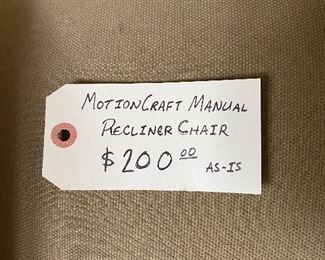 MOTIONCRAFT MANUAL
RECLINER CHAIR
$200.00 AS-IS